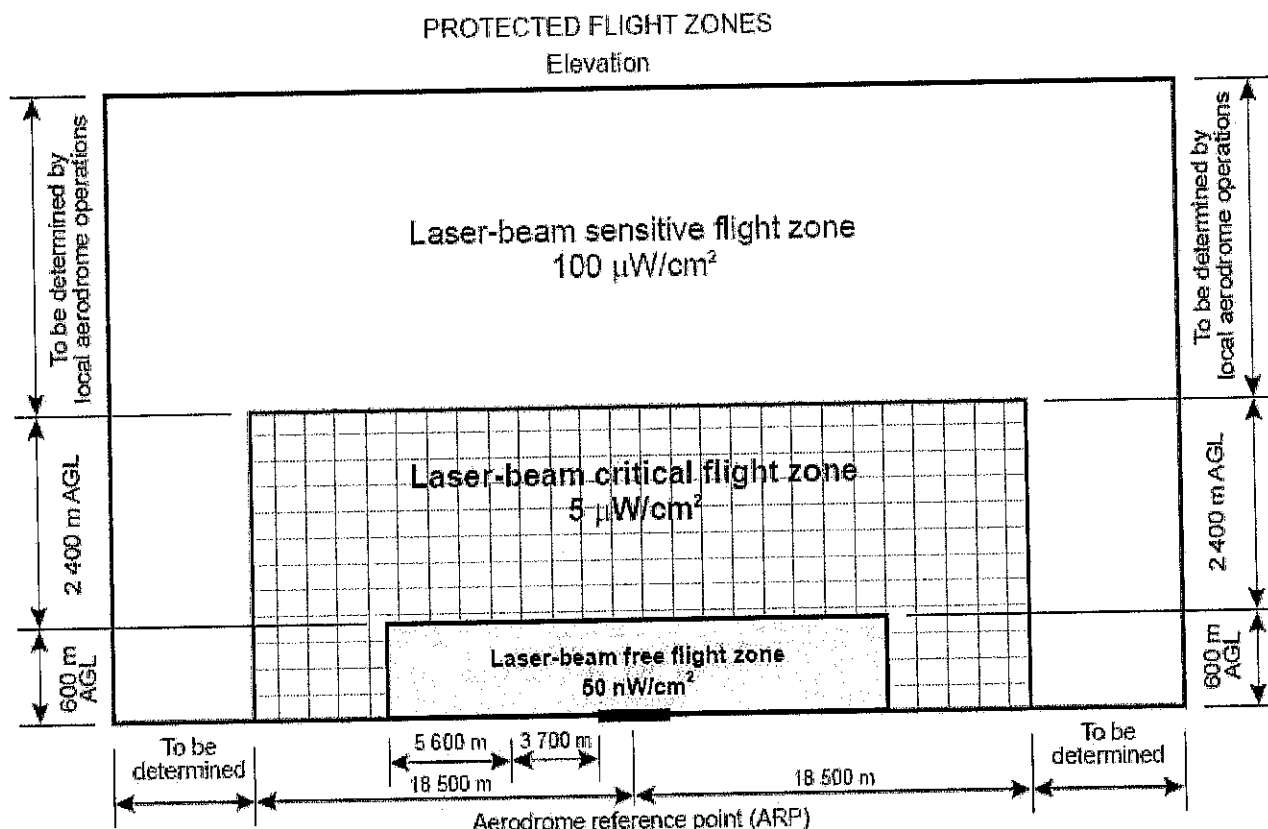 PROTECTED FLIGHT ZONES
Elevation
To be determined by
local aerodrome operations
To be determined by
local aerodrome operations
Laser-beam sensitive flight zone
100 μW/cm²
Laser-beam critical flight zone
5 μW/cm²
2 400 m AGL
2 400 m AGL
Laser-beam free flight zone
50 nW/cm²
600 m
AGL
600 m
AGL
To be
determined
5 600 m
3 700 m
18 500 m
18 500 m
To be
determined
Aerodrome reference point (ARP)